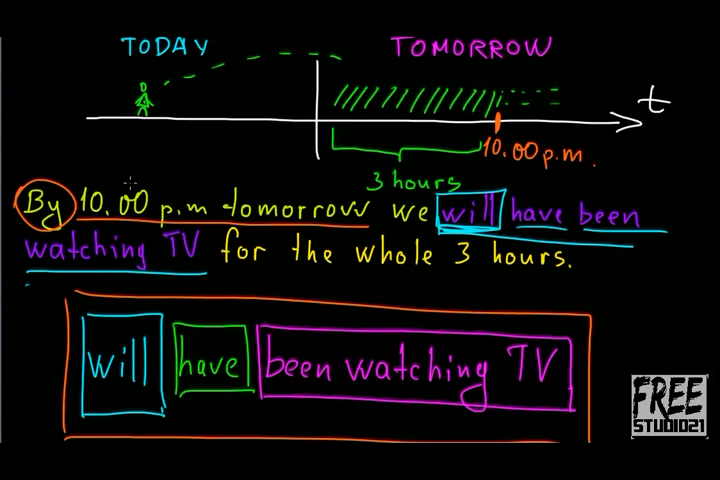 TODAY TOMORROW
t
10.00 p.m.
3 hours
By 10.00 p.m tomorrow we will have been
watching TV for the whole 3 hours.
will have been watching TV
FREE
STUDIO21